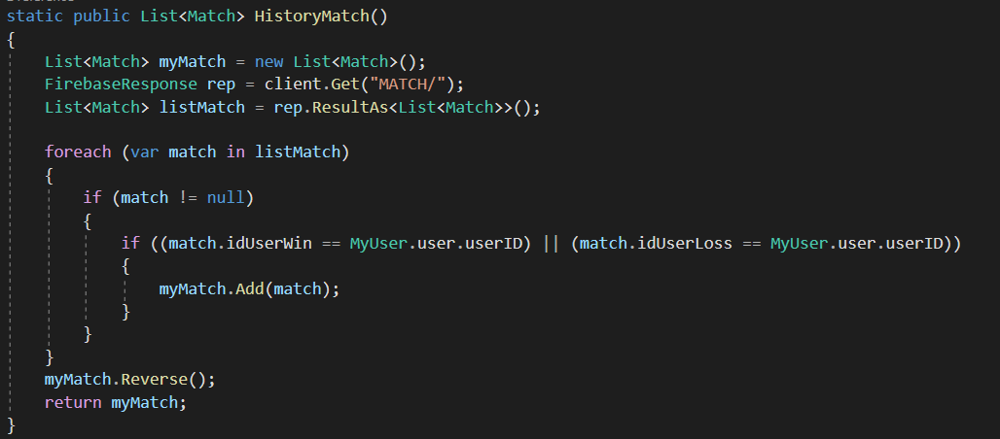 static public List<Match> HistoryMatch()
{
    List<Match> myMatch = new List<Match>();
    FirebaseResponse rep = client.Get("MATCH/");
    List<Match> listMatch = rep.ResultAs<List<Match>>();

    foreach (var match in listMatch)
    {
        if (match != null)
        {
            if ((match.idUserWin == MyUser.user.userID) || (match.idUserLoss == MyUser.user.userID))
            {
                myMatch.Add(match);
            }
        }
    }
    myMatch.Reverse();
    return myMatch;
}